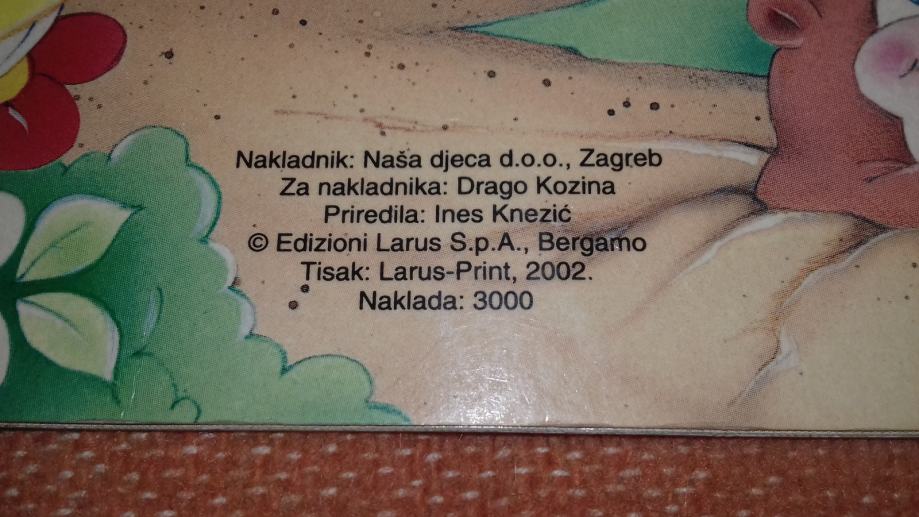 Nakladnik: Naša djeca d.o.o., Zagreb
Za nakladnika: Drago Kozina
Priredila: Ines Knezić
© Edizioni Larus S.p.A., Bergamo
Tisak: Larus-Print, 2002.
Naklada: 3000